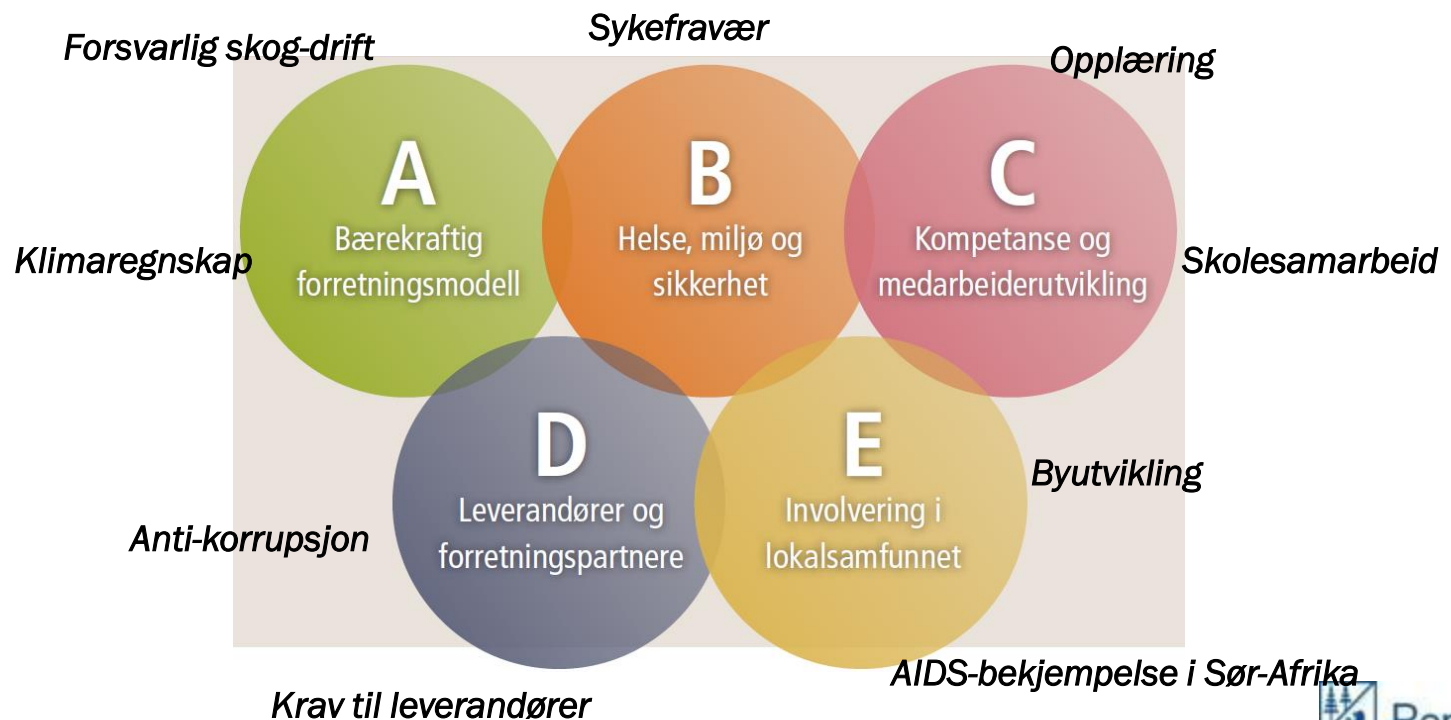 Sykefravær
Forsvarlig skog-drift
Opplæring
A
Bærekraftig
forretningsmodell
B
Helse, miljø og
sikkerhet
C
Kompetanse og
medarbeiderutvikling
Klimaregnskap
Skolesamarbeid
D
Leverandører og
forretningspartnere
E
Involvering i
lokalsamfunnet
Byutvikling
Anti-korrupsjon
AIDS-bekjempelse i Sør-Afrika
Krav til leverandører